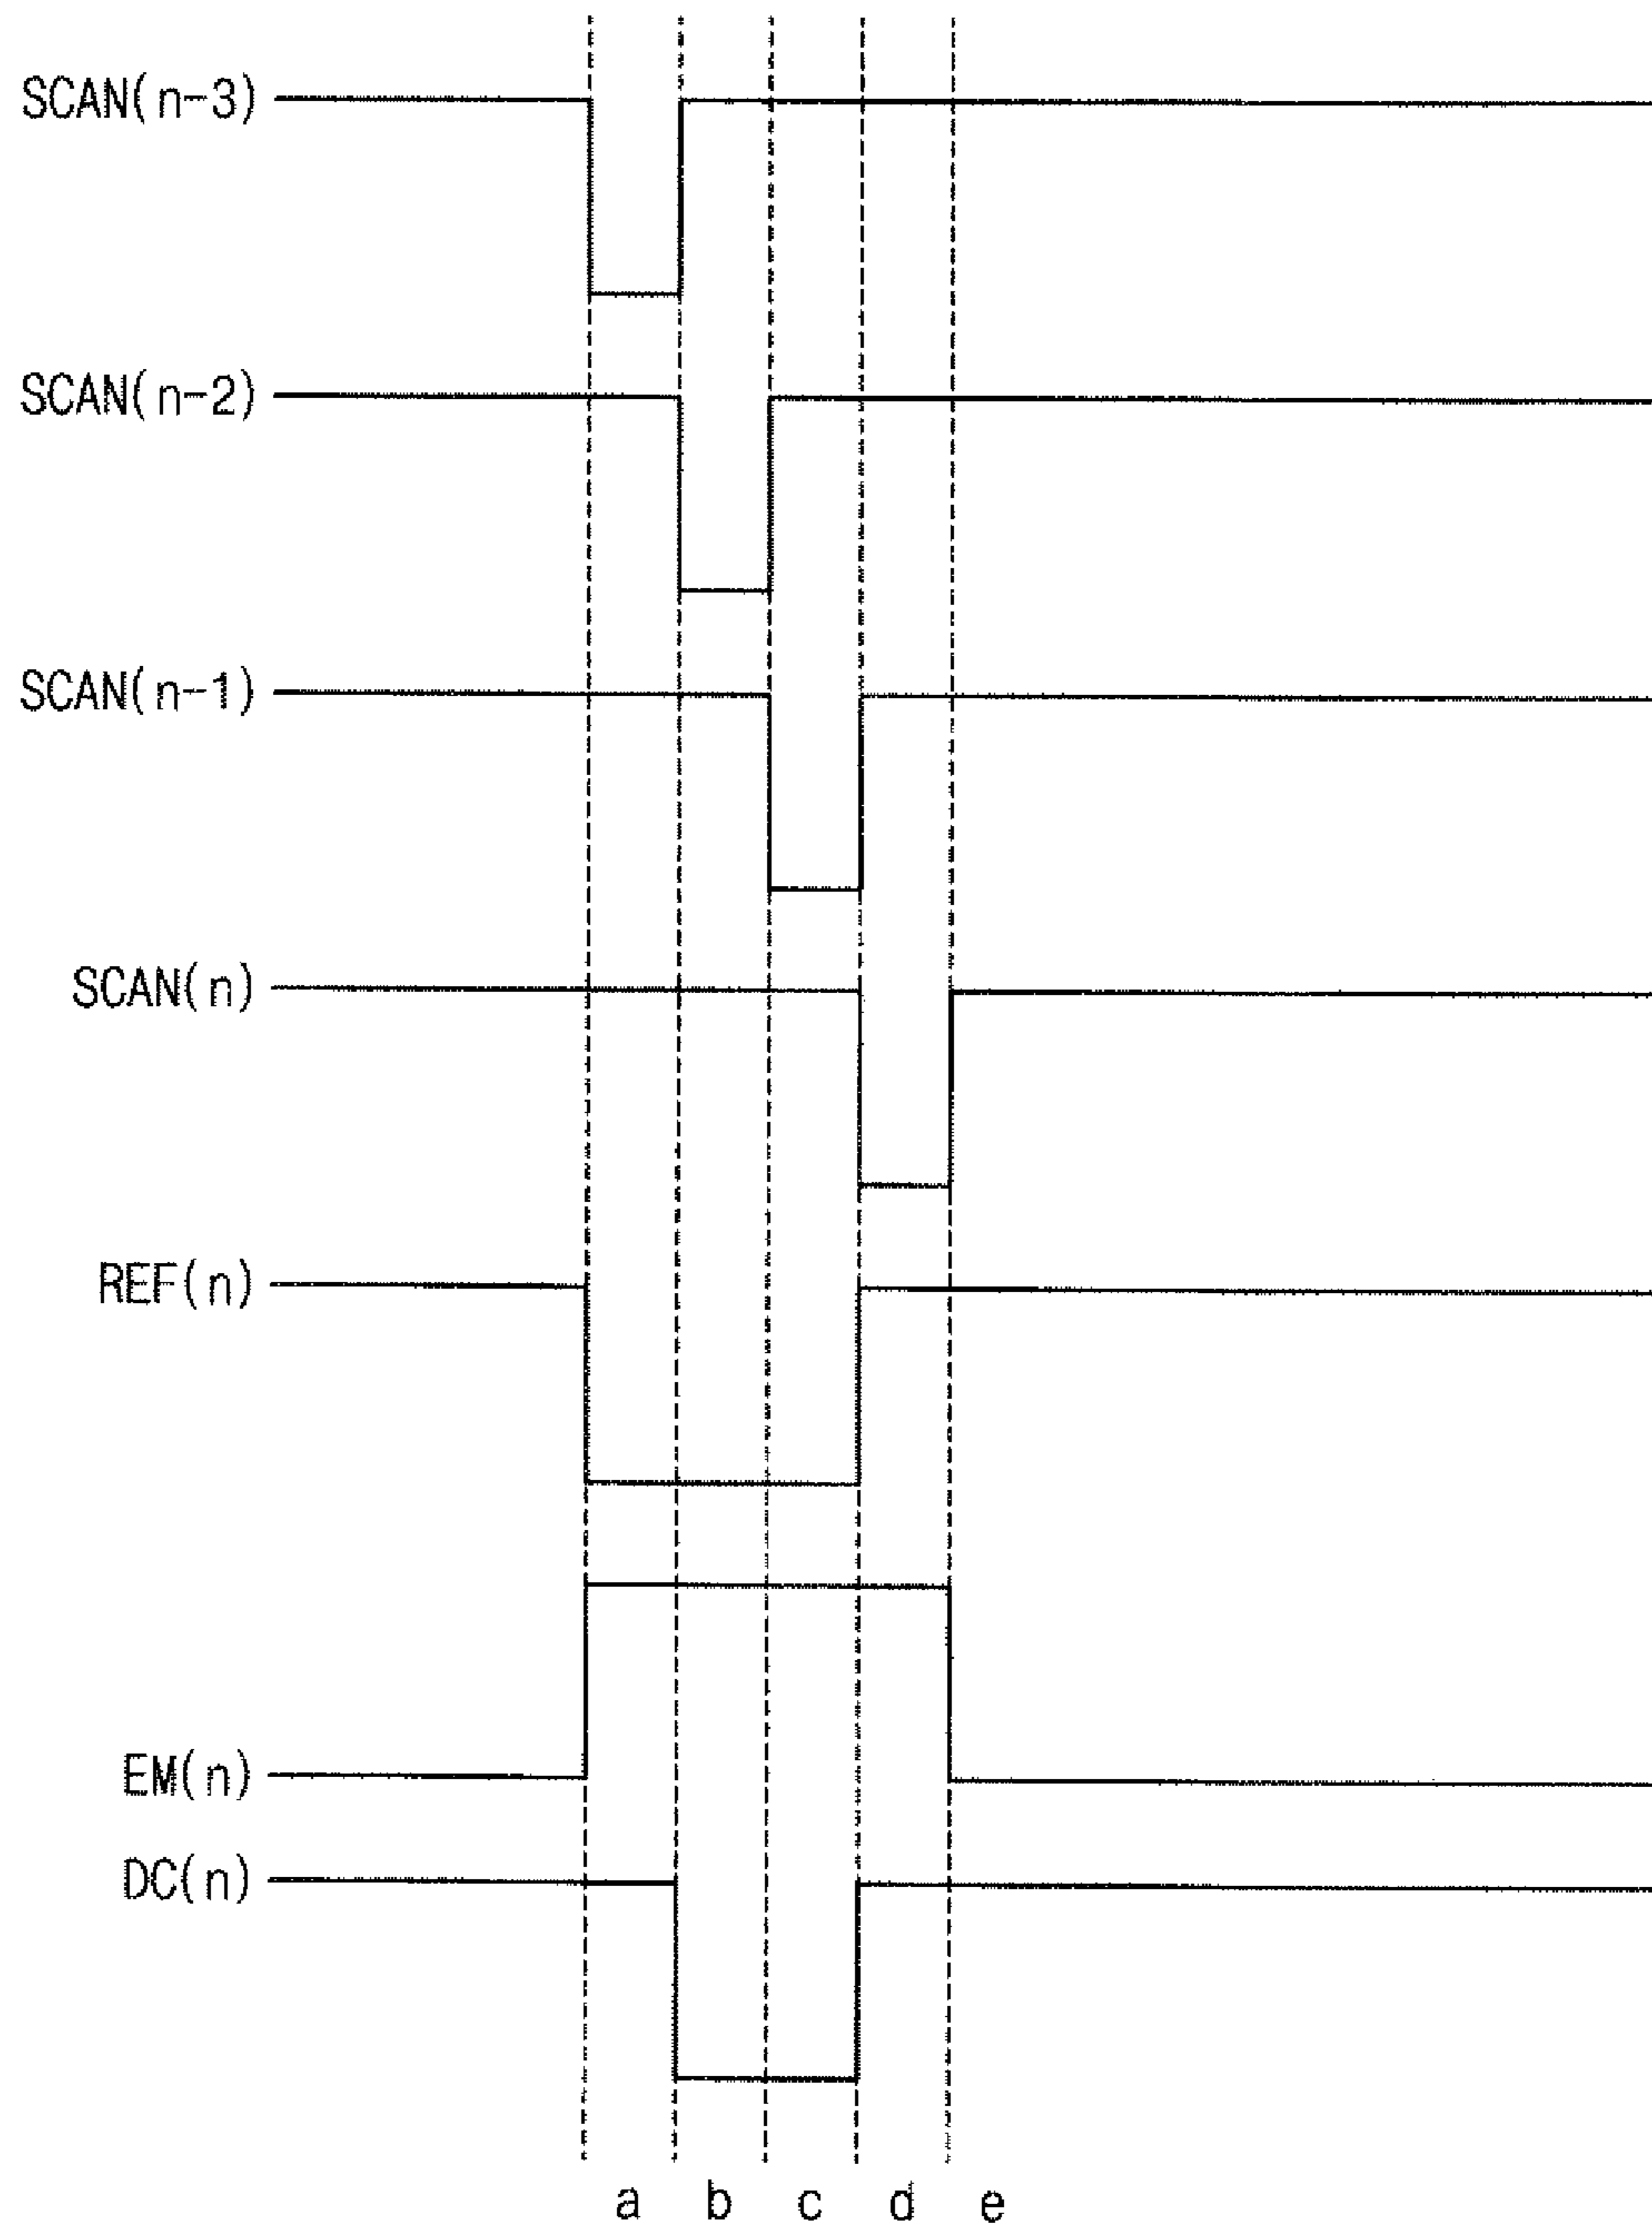 SCAN(n-3)
SCAN(n-2)
SCAN(n-1)
SCAN(n)
REF(n)
EM(n)
DC(n)
a b c d e